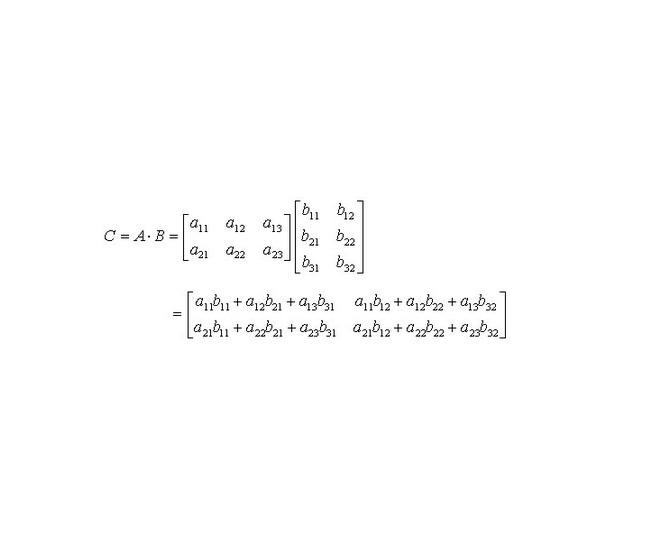 C = A · B = [a₁₁ a₁₂ a₁₃
a₂₁ a₂₂ a₂₃] [b₁₁ b₁₂
b₂₁ b₂₂
b₃₁ b₃₂]
= [a₁₁b₁₁ + a₁₂b₂₁ + a₁₃b₃₁ a₁₁b₁₂ + a₁₂b₂₂ + a₁₃b₃₂
a₂₁b₁₁ + a₂₂b₂₁ + a₂₃b₃₁ a₂₁b₁₂ + a₂₂b₂₂ + a₂₃b₃₂]